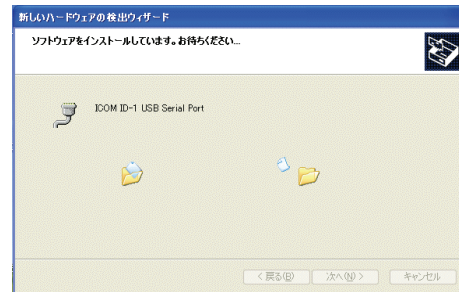 新しいハードウェアの検出ウィザード
ソフトウェアをインストールしています。お待ちください...
ICOM ID-1 USB Serial Port
< 戻る(B)
次へ(N) >
キャンセル